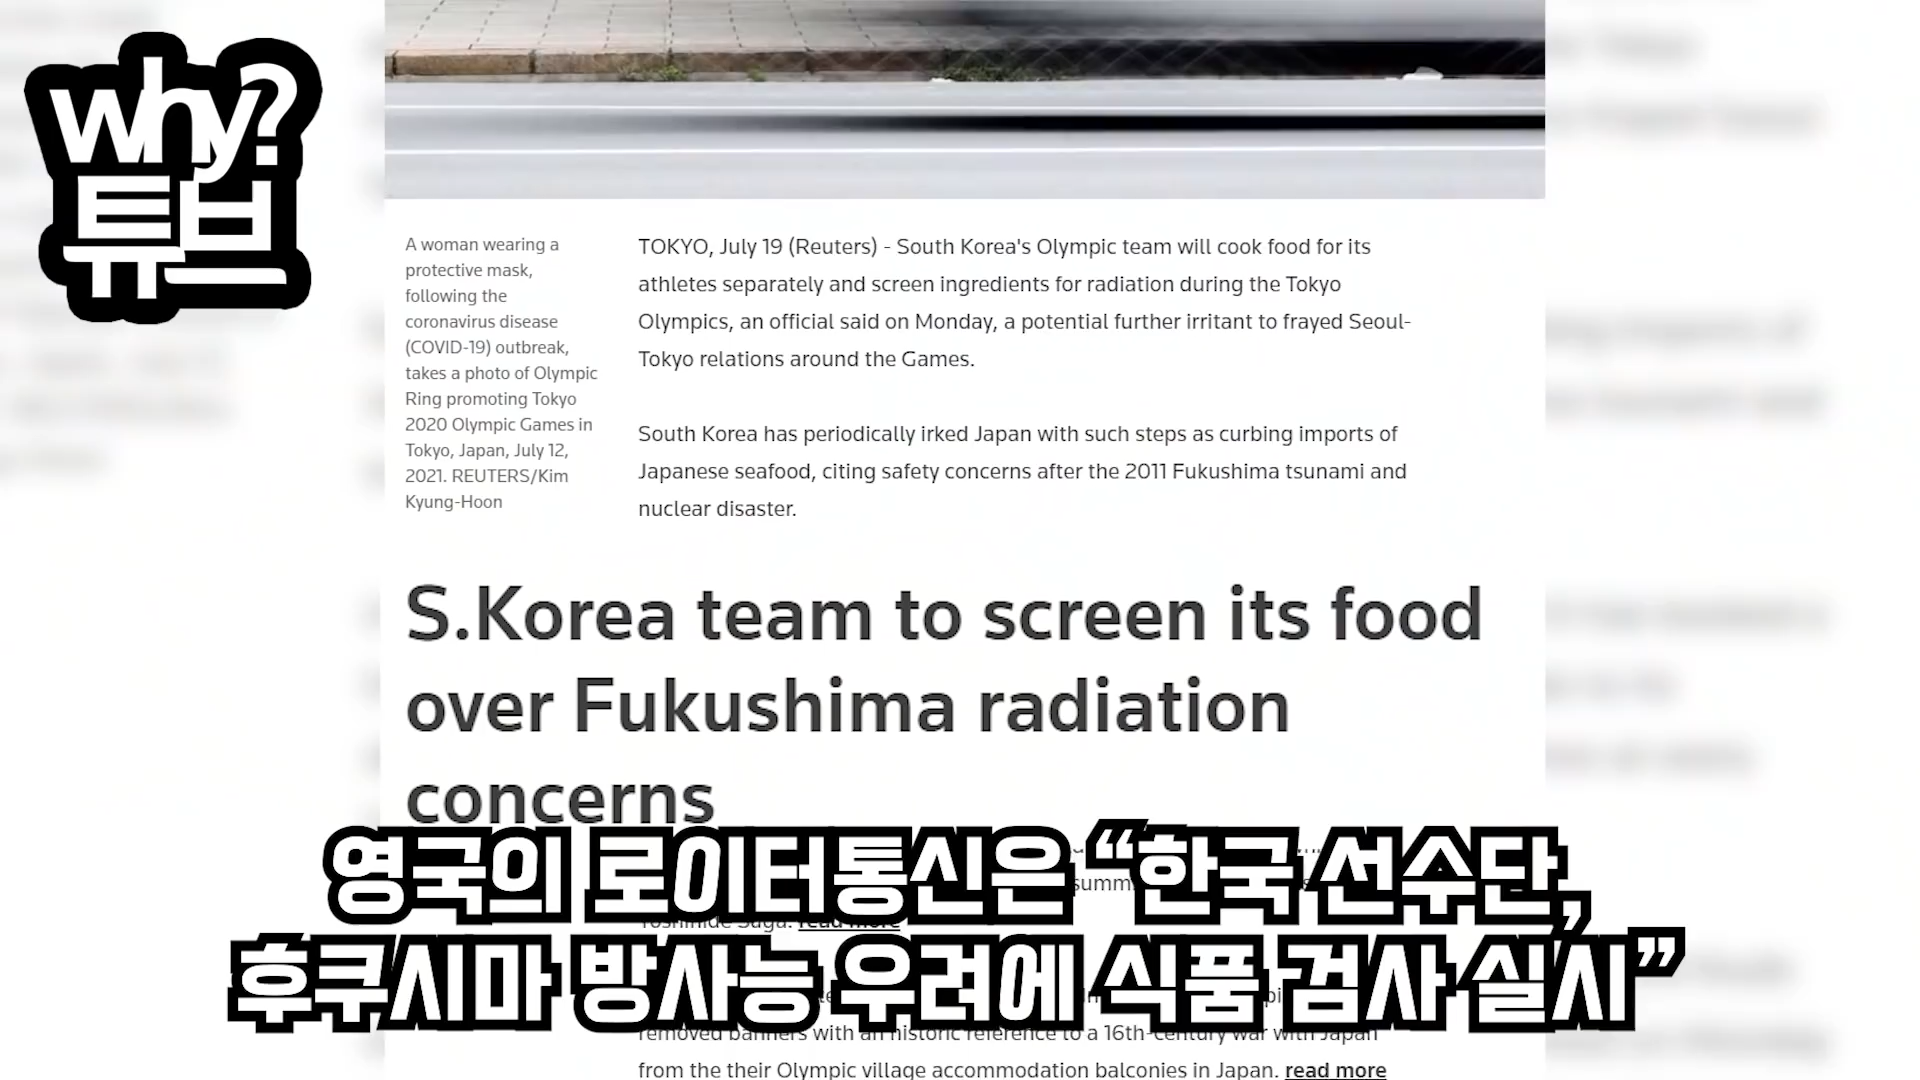 why?
튜브
A woman wearing a
protective mask,
following the
coronavirus disease
(COVID-19) outbreak,
takes a photo of Olympic
Ring promoting Tokyo
2020 Olympic Games in
Tokyo, Japan, July 12,
2021. REUTERS/Kim
Kyung-Hoon
TOKYO, July 19 (Reuters) - South Korea's Olympic team will cook food for its
athletes separately and screen ingredients for radiation during the Tokyo
Olympics, an official said on Monday, a potential further irritant to frayed Seoul-
Tokyo relations around the Games.
South Korea has periodically irked Japan with such steps as curbing imports of
Japanese seafood, citing safety concerns after the 2011 Fukushima tsunami and
nuclear disaster.
S.Korea team to screen its food
over Fukushima radiation
concerns
영국의 로이터통신은 “한국 선수단,
후쿠시마 방사능 우려에 식품 검사 실시”
Yoshihide Suga. read more
removed banners with an historic reference to a 16th-century war with Japan
from the their Olympic village accommodation balconies in Japan. read more